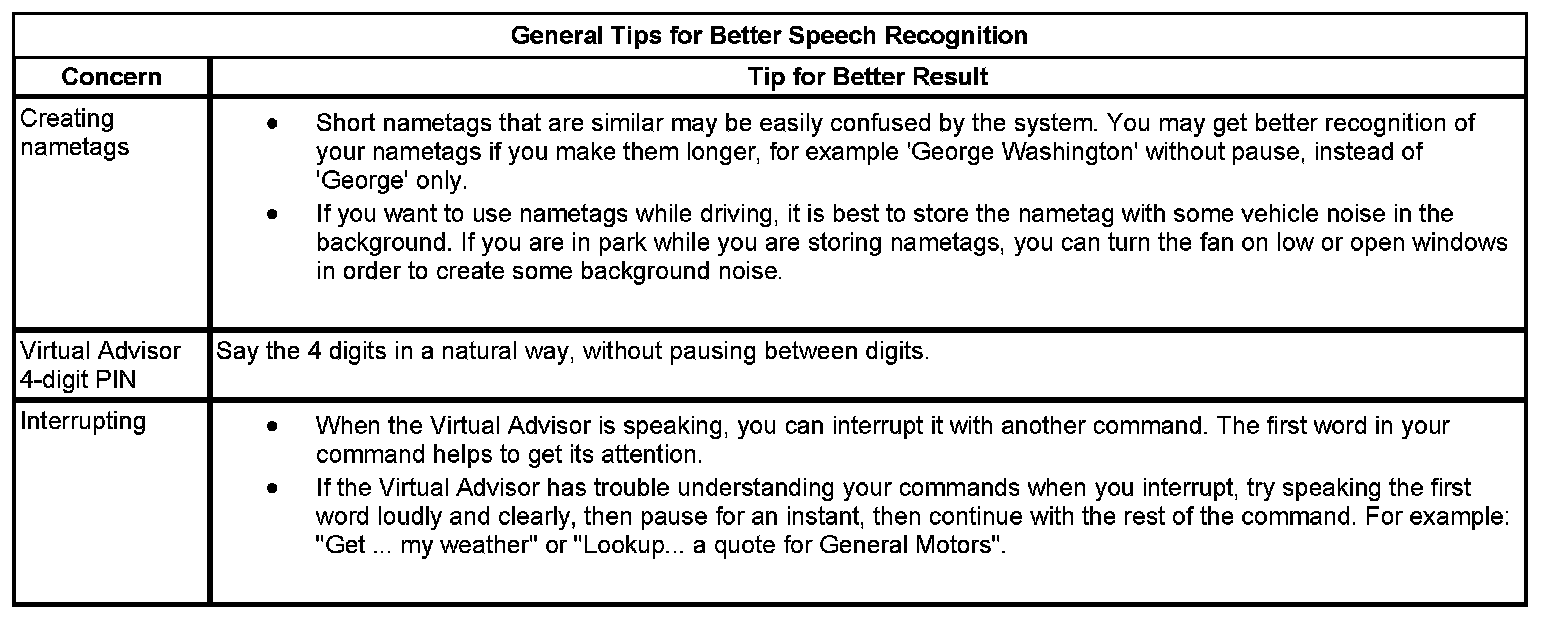 General Tips for Better Speech Recognition
Concern
Tip for Better Result
Creating
nametags
● Short nametags that are similar may be easily confused by the system. You may get better recognition of
your nametags if you make them longer, for example 'George Washington' without pause, instead of
'George' only.
● If you want to use nametags while driving, it is best to store the nametag with some vehicle noise in the
background. If you are in park while you are storing nametags, you can turn the fan on low or open windows
in order to create some background noise.
Virtual Advisor
4-digit PIN
Say the 4 digits in a natural way, without pausing between digits.
Interrupting
● When the Virtual Advisor is speaking, you can interrupt it with another command. The first word in your
command helps to get its attention.
● If the Virtual Advisor has trouble understanding your commands when you interrupt, try speaking the first
word loudly and clearly, then pause for an instant, then continue with the rest of the command. For example:
"Get ... my weather" or "Lookup... a quote for General Motors".